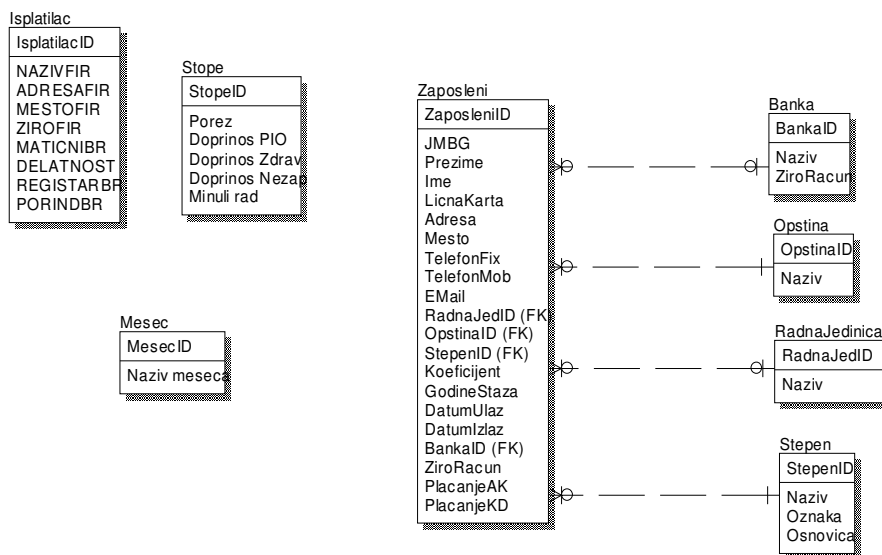 Isplatilac
IsplatilacID
NAZIVFIR
ADRESAFIR
MESTOFIR
ZIROFIR
MATICNIBR
DELATNOST
REGISTARBR
PORINDBR
Stope
StopeID
Porez
Doprinos PIO
Doprinos Zdrav
Doprinos Nezap
Minuli rad
Mesec
MesecID
Naziv meseca
Zaposleni
ZaposleniID
JMBG
Prezime
Ime
LicnaKarta
Adresa
Mesto
TelefonFix
TelefonMob
EMail
RadnaJedID (FK)
OpstinaID (FK)
StepenID (FK)
Koeficijent
GodineStaza
DatumUlaz
DatumIzlaz
BankaID (FK)
ZiroRacun
PlacanjeAK
PlacanjeKD
Banka
BankaID
Naziv
ZiroRacun
Opstina
OpstinaID
Naziv
RadnaJedinica
RadnaJedID
Naziv
Stepen
StepenID
Naziv
Oznaka
Osnovica